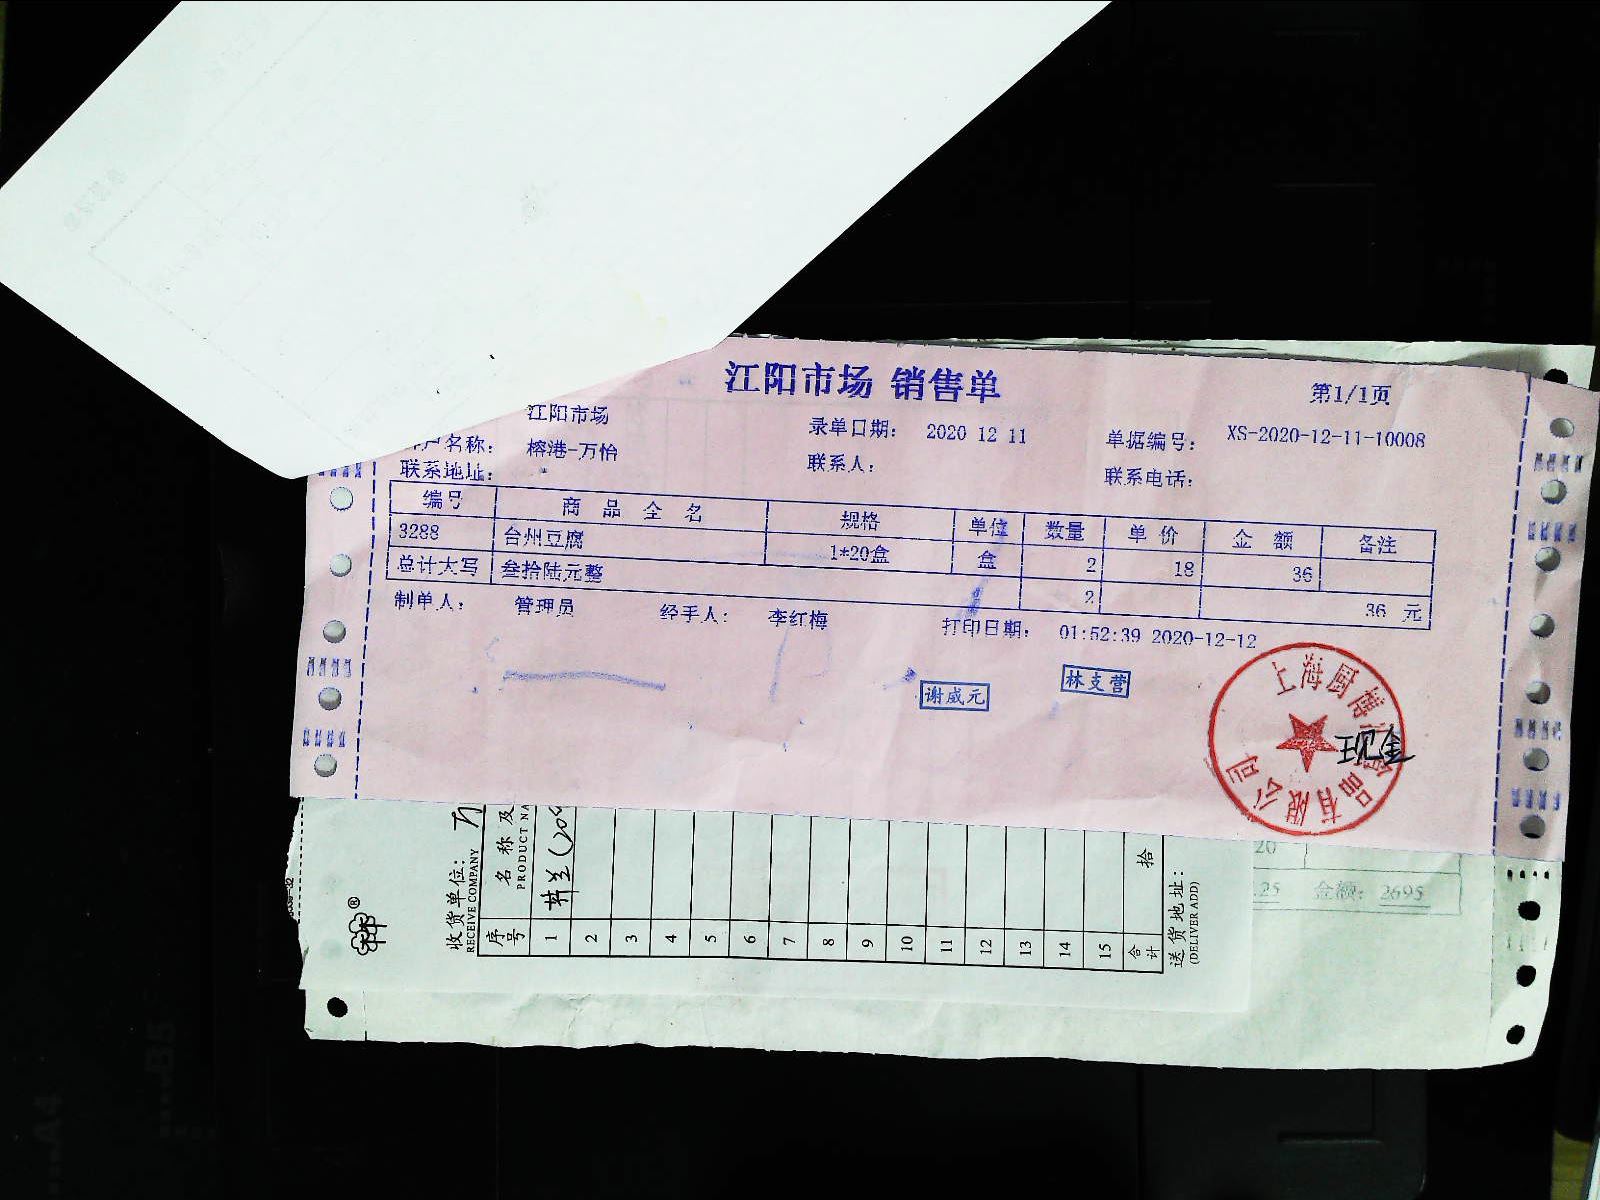 江阳市场 销售单
第1/1页
江阳市场
录单日期: 2020 12 11
单据编号: XS-2020-12-11-10008
户名称: 榕港-万怡
联系人:
联系电话:
联系地址:
编号 商品全名 规格 单位 数量 单价 金额 备注
3288 台州豆腐 1*20盒 盒 2 18 36
总计大写 叁拾陆元整 2 36 元
制单人: 管理员 经手人: 李红梅 打印日期: 01:52:39 2020-12-12
谢威元
林支营
上海厨 品有限公司
现金
收货单位: 万
RECEIVE COMPANY
序号 名称及
PRODUCT NA
1
2
3
4
5
6
7
8
9
10
11
12
13
14
15
合计 拾
送货地址:
(DELIVER ADD)
20
.25 金额: 2695